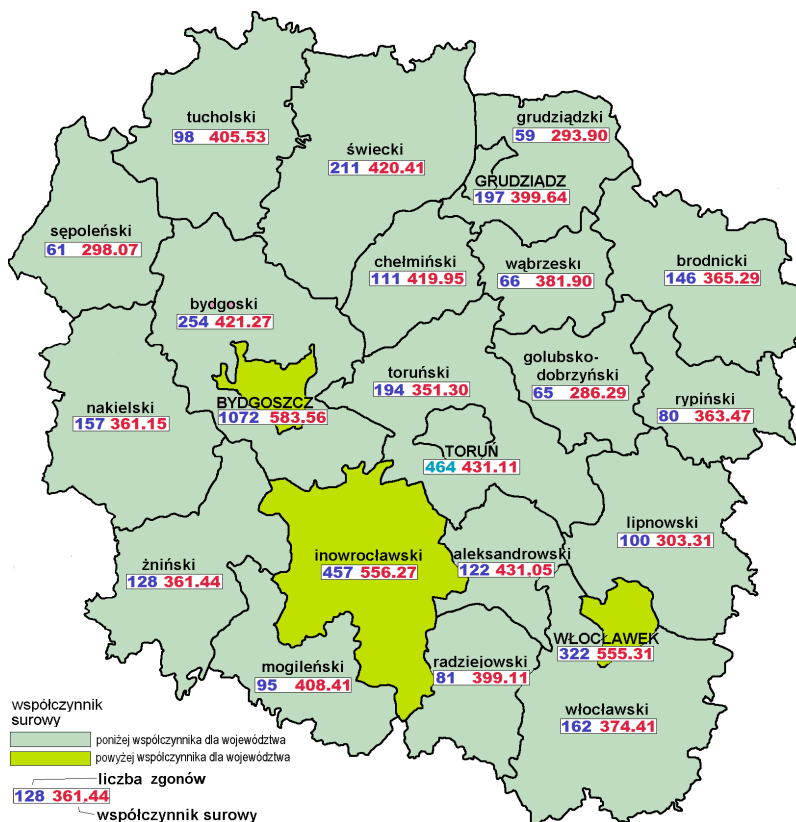 tucholski
98 405.53
świecki
211 420.41
grudziądzki
59 293.90
GRUDZIADZ
197 399.64
sępoleński
61 298.07
chełmiński
111 419.95
wąbrzeskı
66 381.90
brodnicki
146 365.29
bydgoski
254 421.27
toruński
194 351.30
golubsko-
dobrzyński
65 286.29
nakielski
157 361.15
BYDGOSZCZ
1072 583.56
rypiński
80 363.47
TORUŃ
464 431.11
lipnowski
100 303.31
żniński
128 361.44
inowrocławski
457 556.27
aleksandrowski
122 431.05
WŁOCŁAWEK
322 555.31
mogileński
95 408.41
radziejowski
81 399.11
włocławski
162 374.41
współczynnik
surowy
poniżej współczynnika dla województwa
powyżej współczynnika dla województwa
liczba zgonów
128 361.44
współczynnik surowy